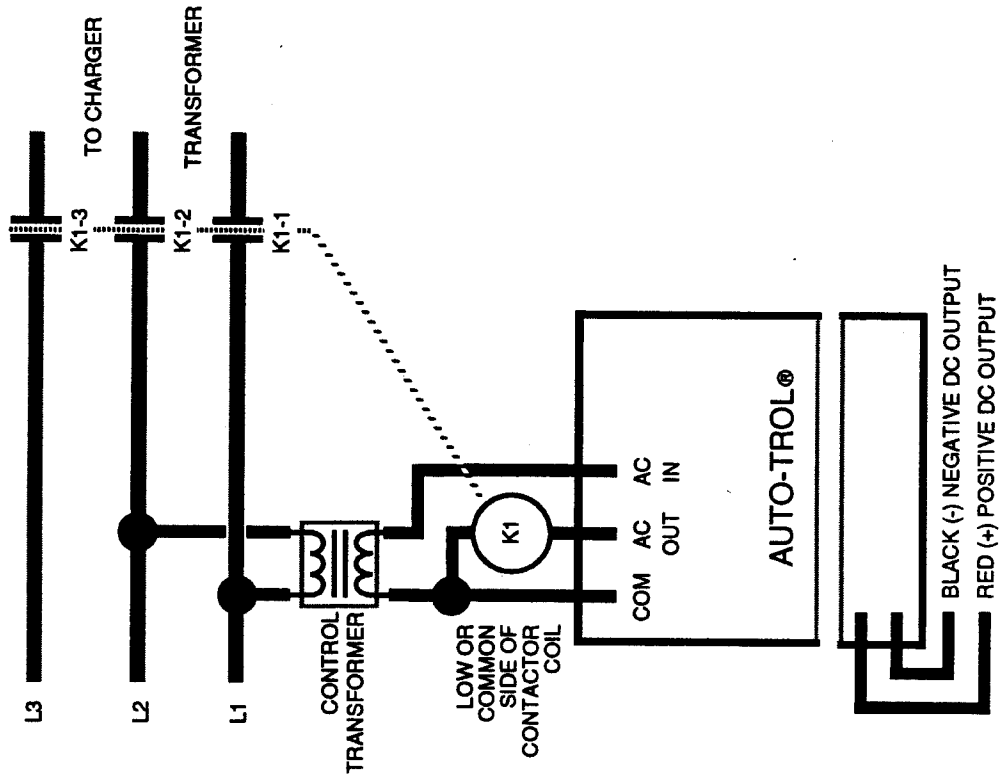 L3
L2
L1
TO CHARGER
TRANSFORMER
K1-3
K1-2
K1-1
CONTROL
TRANSFORMER
LOW OR
COMMON
SIDE OF
CONTACTOR
COIL
K1
COM
AC
OUT
AC
IN
AUTO-TROL®
BLACK (-) NEGATIVE DC OUTPUT
RED (+) POSITIVE DC OUTPUT